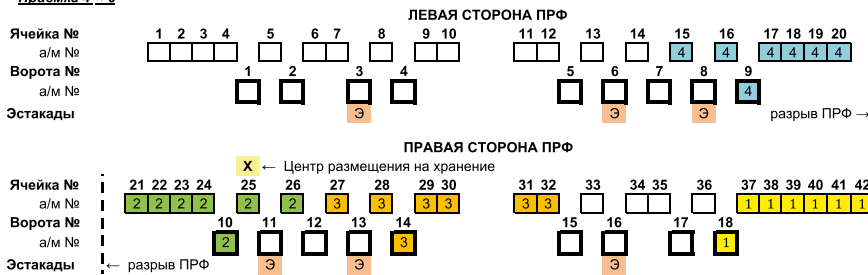 ЛЕВАЯ СТОРОНА ПРФ
Ячейка № 1 2 3 4 5 6 7 8 9 10 11 12 13 14 15 16 17 18 19 20
а/м № 4 4 4 4 4 4
Ворота № 1 2 3 4 5 6 7 8 9
а/м № 4
Эстакады Э Э Э разрыв ПРФ →
ПРАВАЯ СТОРОНА ПРФ
X ← Центр размещения на хранение
Ячейка № 21 22 23 24 25 26 27 28 29 30 31 32 33 34 35 36 37 38 39 40 41 42
а/м № 2 2 2 2 2 2 3 3 3 3 3 3 1 1 1 1 1 1
Ворота № 10 11 12 13 14 15 16 17 18
а/м № 2 3 1
Эстакады ← разрыв ПРФ Э Э Э